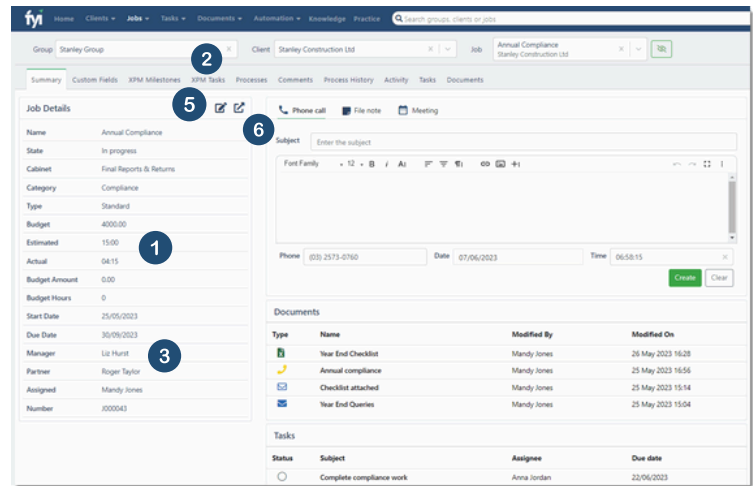 fyi Home Clients Jobs Tasks Documents Automation Knowledge Practice Search groups, clients or jobs
Group Stanley Group × Client Stanley Construction Ltd × Job Annual Compliance ×
Stanley Construction Ltd
2
Summary Custom Fields XPM Milestones XPM Tasks Processes Comments Process History Activity Tasks Documents
Job Details
5
Name Annual Compliance
State In progress
Cabinet Final Reports & Returns
Category Compliance
Type Standard
Budget 4000.00
Estimated 15:00
1
Actual 04:15
Budget Amount 0.00
Budget Hours 0
Start Date 25/05/2023
Due Date 30/09/2023
Manager Liz Hurst
3
Partner Roger Taylor
Assigned Mandy Jones
Number J000043
Phone call File note Meeting
6
Subject Enter the subject
Font Family 12 B i A
Phone (03) 2573-0760 Date 07/06/2023 Time 06:58:15 ×
Create Clear
Documents
Type Name Modified By Modified On
Year End Checklist Mandy Jones 26 May 2023 16:28
Annual compliance Mandy Jones 25 May 2023 16:56
Checklist attached Mandy Jones 25 May 2023 15:14
Year End Queries Mandy Jones 25 May 2023 15:04
Tasks
Status Subject Assignee Due date
Complete compliance work Anna Jordan 22/06/2023